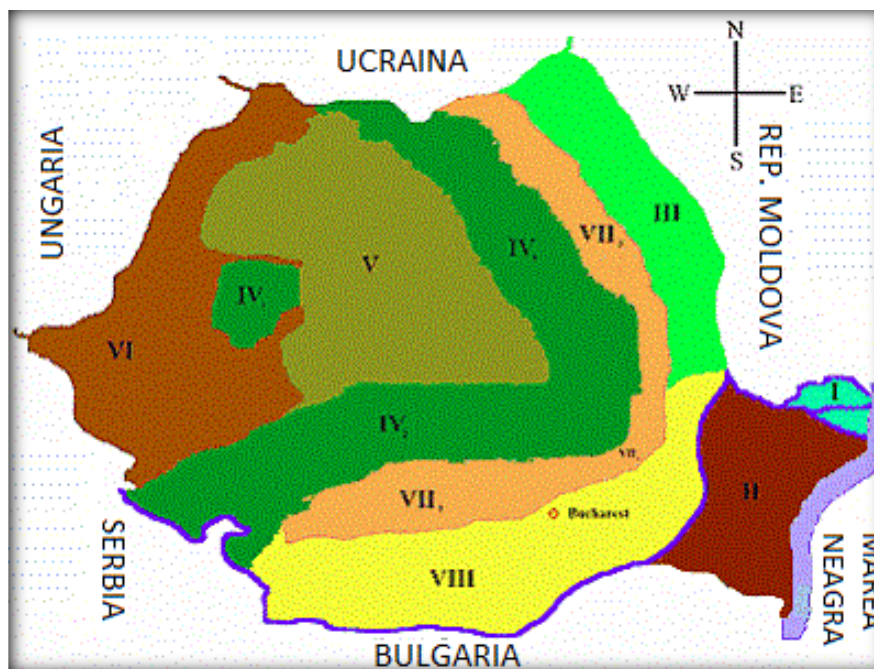 UCRAINA
N
W
E
S
UNGARIA
REP. MOLDOVA
III
VII
IV
V
IV
VI
I
IV
II
VII
Bucharest
VIII
SERBIA
MAREA
NEAGRA
BULGARIA